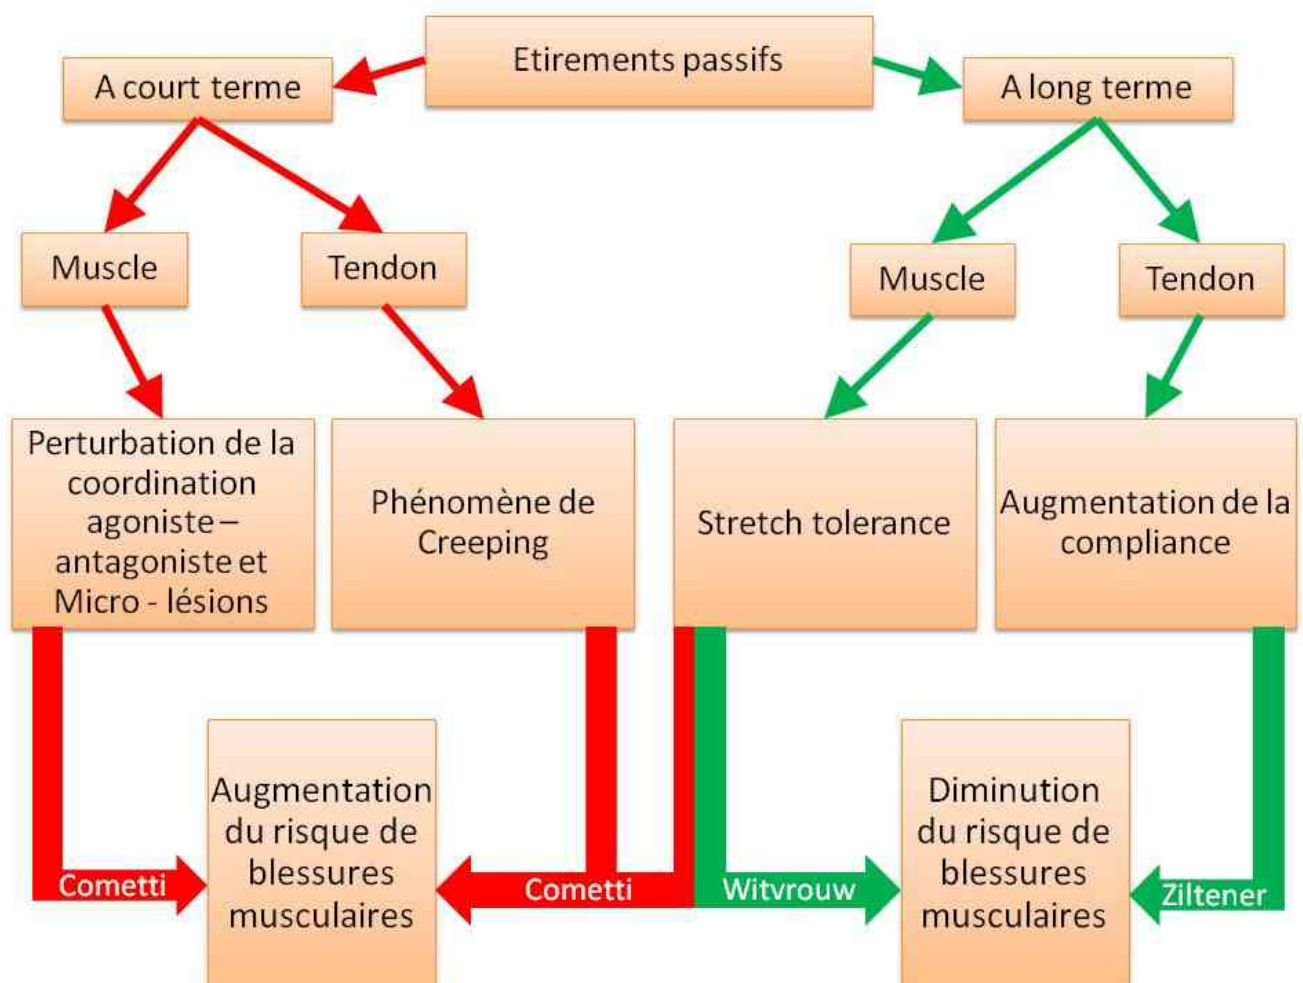 Etirements passifs
A court terme
A long terme
Muscle
Tendon
Muscle
Tendon
Perturbation de la
coordination
agoniste –
antagoniste et
Micro - lésions
Phénomène de
Creeping
Stretch tolerance
Augmentation de la
compliance
Augmentation
du risque de
blessures
musculaires
Diminution
du risque de
blessures
musculaires
Cometti
Cometti
Witvrouw
Ziltener